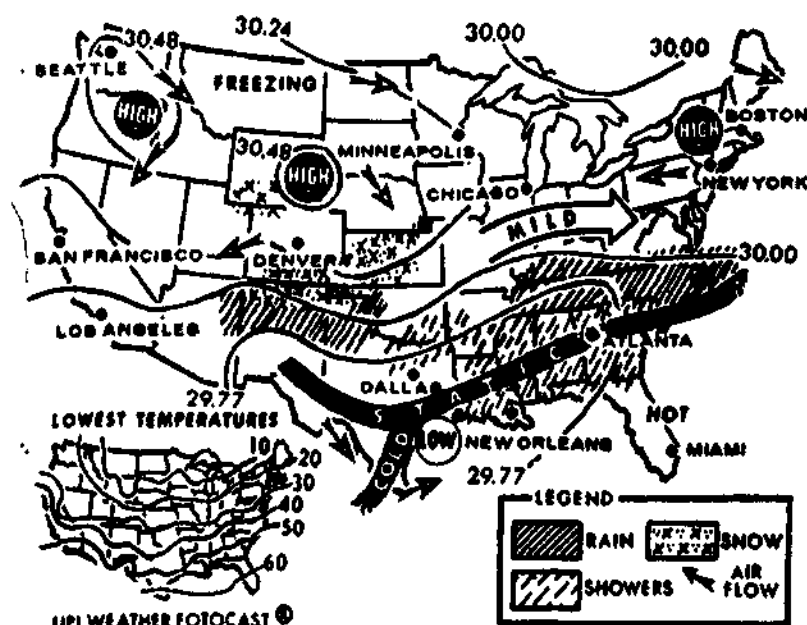 30.48
30.24
30.00
30.00
SEATTLE
FREEZING
HIGH
BOSTON
HIGH
30.48
MINNEAPOLIS
HIGH
CHICAGO
NEW YORK
MILD
SAN FRANCISCO
DENVER
30.00
LOS ANGELES
ATLANTA
DALLAS
29.77
STATIC
HOT
LOWEST TEMPERATURES
COLD
LOW
NEW ORLEANS
MIAMI
29.77
10
20
30
40
50
60
LEGEND
RAIN
SNOW
SHOWERS
AIR
FLOW
UPI WEATHER FOTOCAST ®